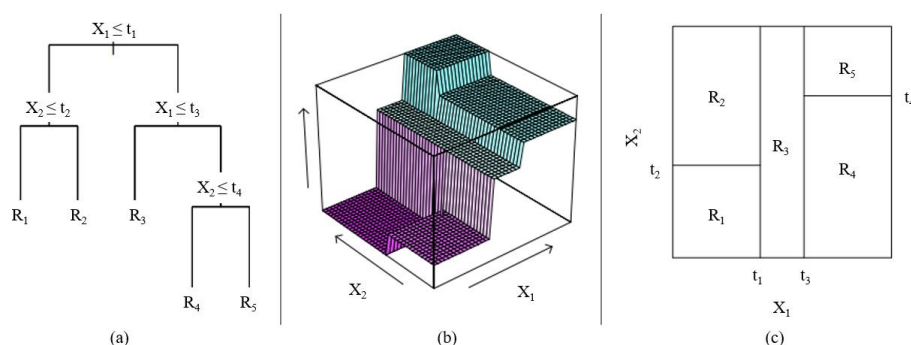 X₁ ≤ t₁
X₂ ≤ t₂
X₁ ≤ t₃
X₂ ≤ t₄
R₁
R₂
R₃
R₄
R₅
(a)
X₂
X₁
(b)
R₂
R₅
R₃
R₄
R₁
X₂
t₂
t₁
t₃
X₁
(c)